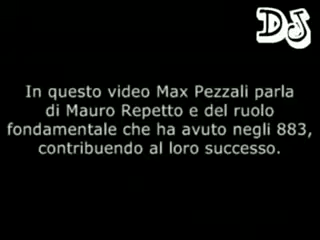 DJ
In questo video Max Pezzali parla
di Mauro Repetto e del ruolo
fondamentale che ha avuto negli 883,
contribuendo al loro successo.